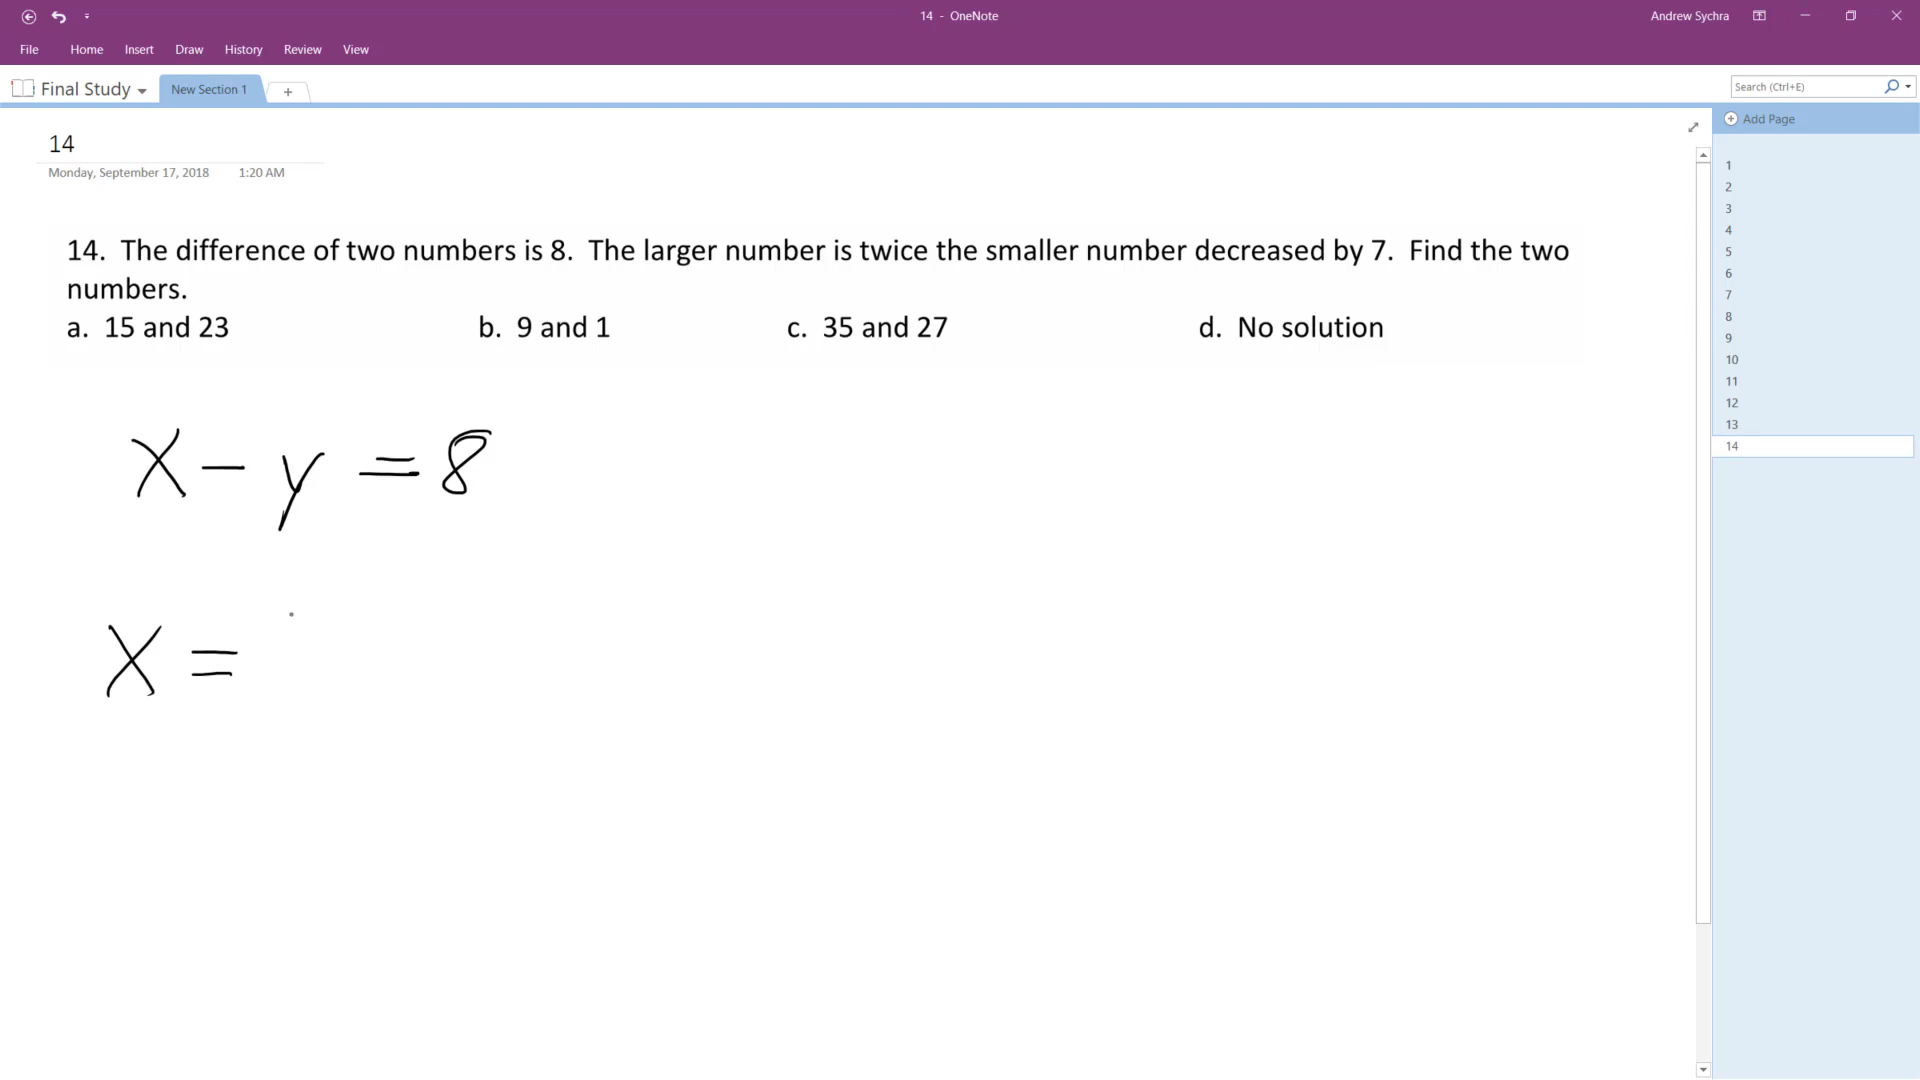 14 - OneNote
Andrew Sychra
File Home Insert Draw History Review View
Final Study New Section 1 +
Search (Ctrl+E)
Add Page
14
Monday, September 17, 2018 1:20 AM
14. The difference of two numbers is 8. The larger number is twice the smaller number decreased by 7. Find the two
numbers.
a. 15 and 23 b. 9 and 1 c. 35 and 27 d. No solution
x - y = 8
x =
1
2
3
4
5
6
7
8
9
10
11
12
13
14